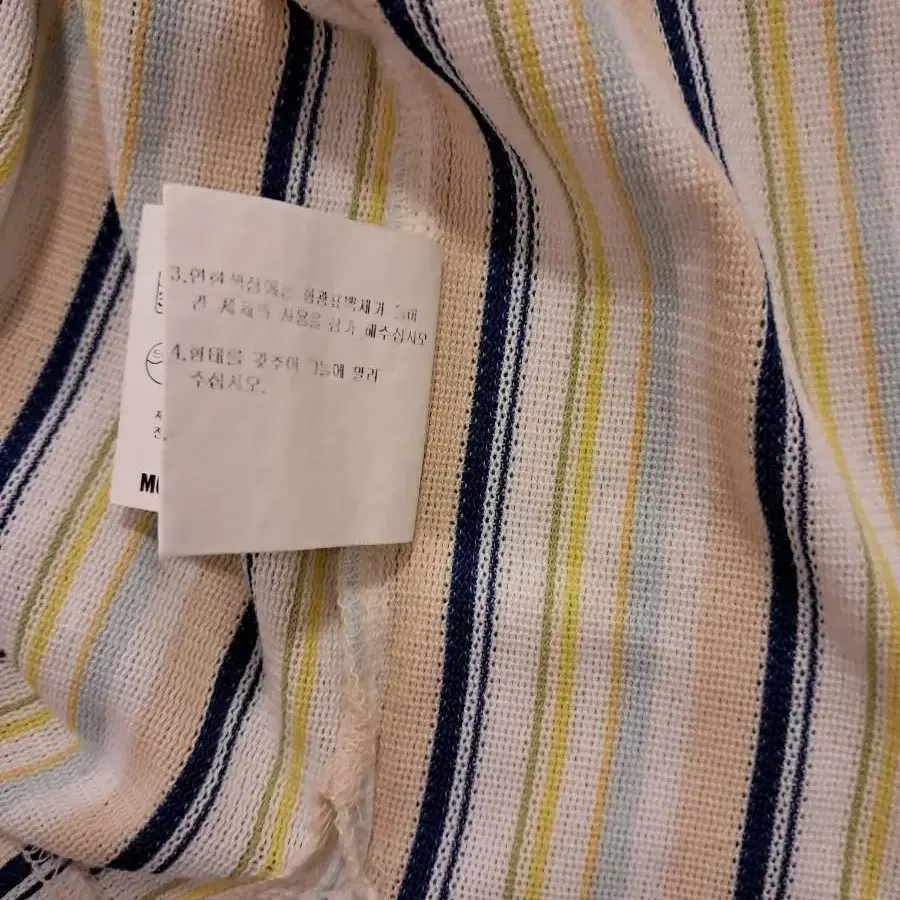 3.연한 색상에는 형광표백제가 들어
간 세제의 사용을 삼가 해주십시오
4.형태를 갖추어 그늘에 말려
주십시오.
M